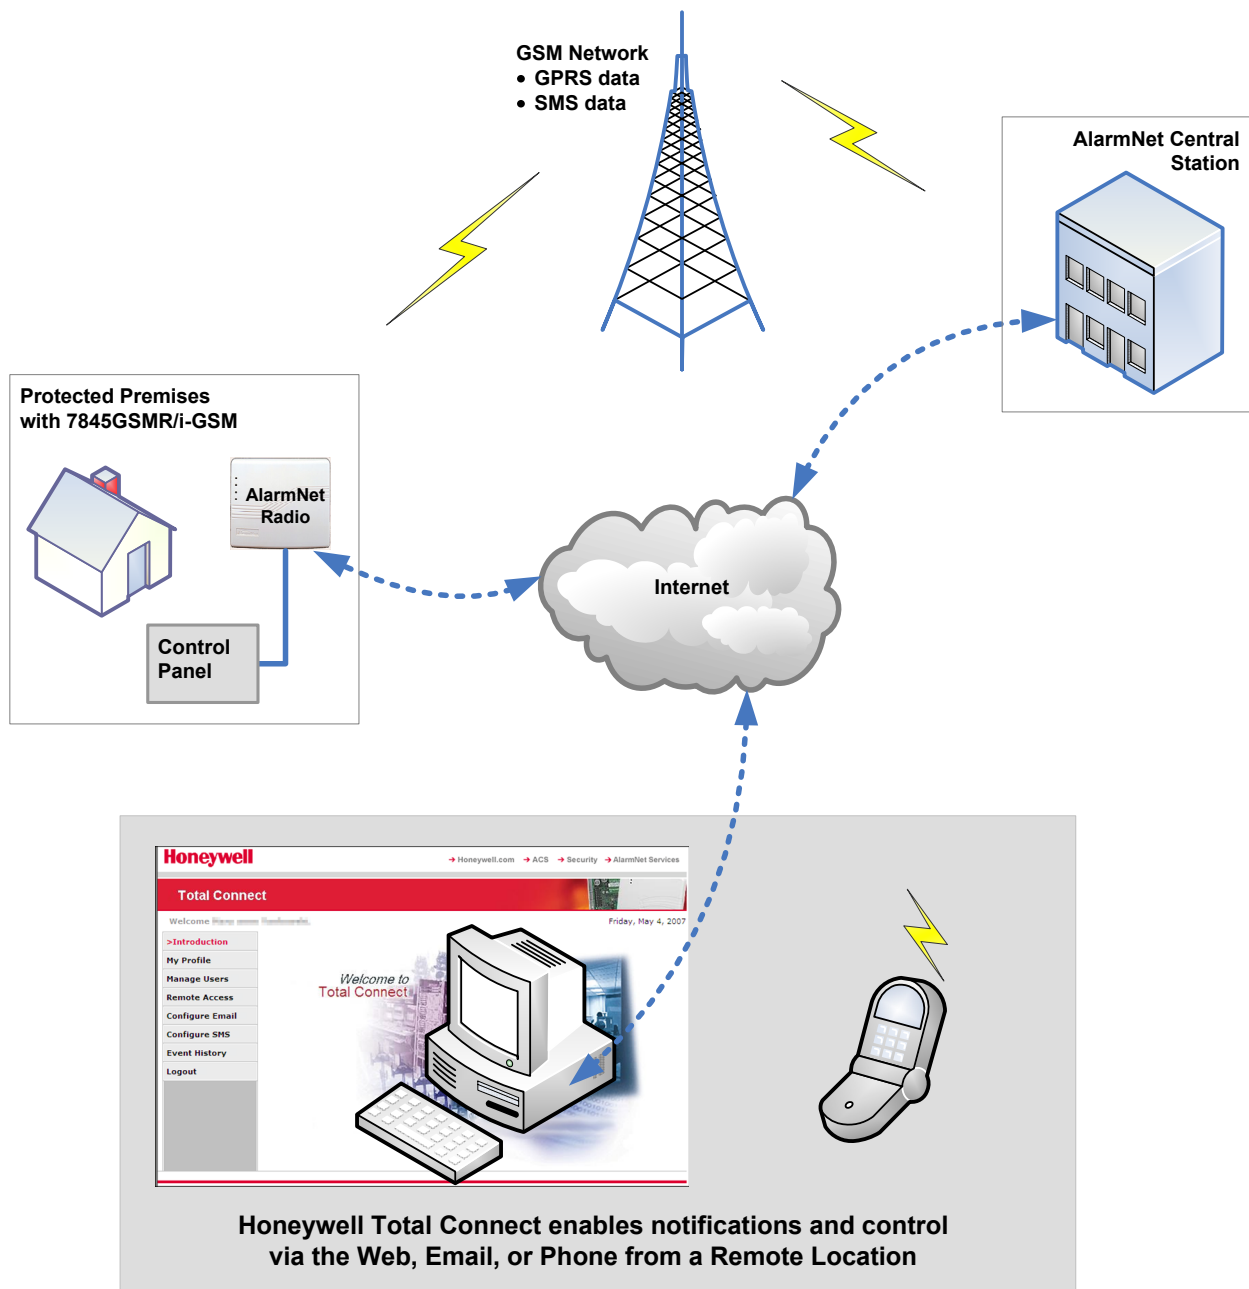 GSM Network
• GPRS data
• SMS data
AlarmNet Central
Station
Protected Premises
with 7845GSMR/i-GSM
AlarmNet
Radio
Control
Panel
Internet
Honeywell
→ Honeywell.com → ACS → Security → AlarmNet Services
Total Connect
Welcome
Friday, May 4, 2007
>Introduction
My Profile
Manage Users
Remote Access
Configure Email
Configure SMS
Event History
Logout
Welcome to
Total Connect
Honeywell Total Connect enables notifications and control
via the Web, Email, or Phone from a Remote Location